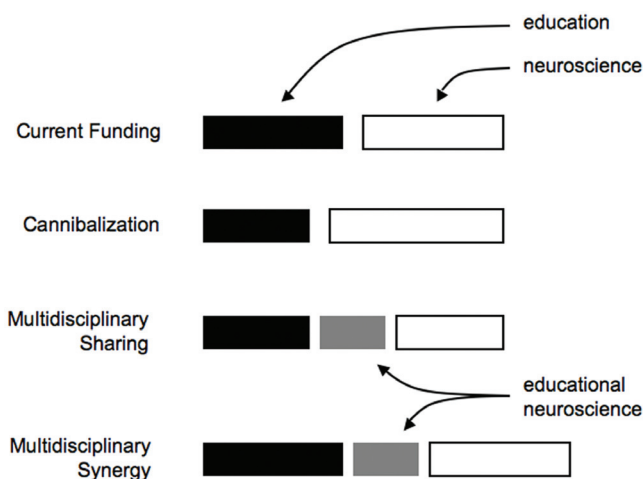 education
neuroscience
Current Funding
Cannibalization
Multidisciplinary
Sharing
educational
neuroscience
Multidisciplinary
Synergy